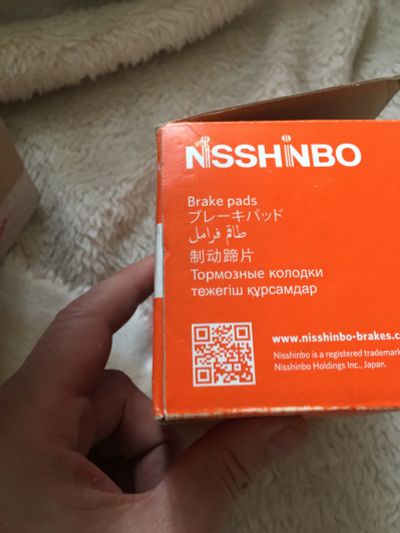 NISSHINBO
Brake pads
ブレーキパッド
طاقم فرامل
制动蹄片
Тормозные колодки
тежегіш құрсамдар
www.nisshinbo-brakes.c
Nisshinbo is a registered trademark
Nisshinbo Holdings Inc., Japan.